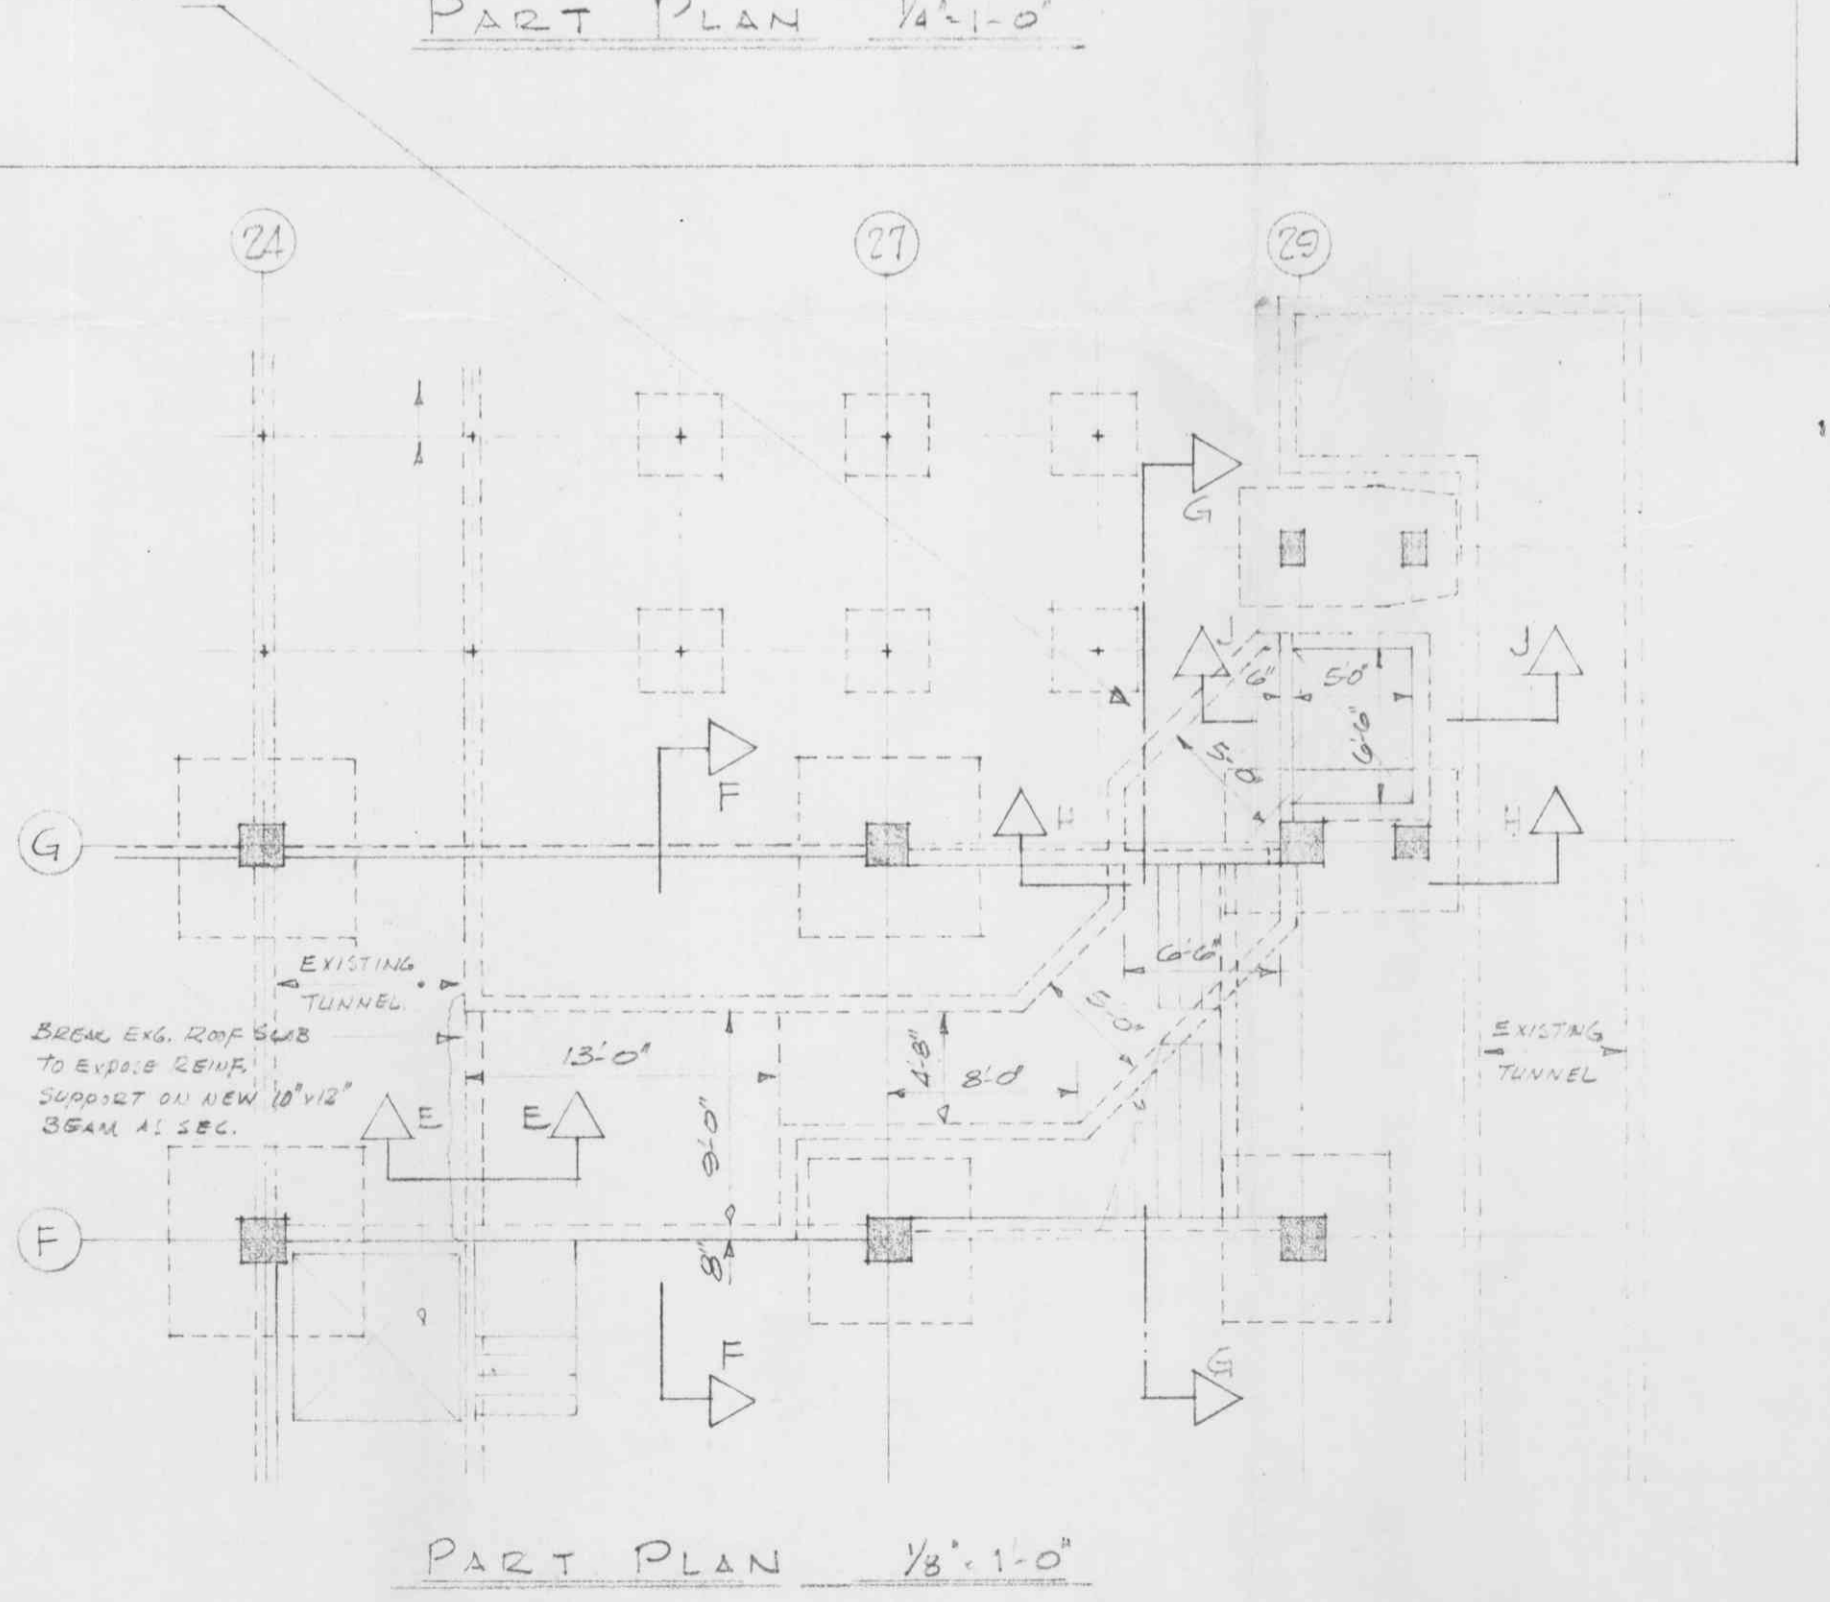 PART PLAN 1/4"=1-0"
24
27
29
G
J
J
6"
5'0"
6'-6"
5'-0"
F
H
H
G
EXISTING
TUNNEL
6'-6"
5'-0"
BREAK EXG. ROOF SLAB
TO EXPOSE REINF.
SUPPORT ON NEW 10"x12"
BEAM AS SEC.
13'-0"
4'-8"
8'-0"
EXISTING
TUNNEL
E
E
9'-0"
F
8"
F
G
PART PLAN 1/8"=1'-0"